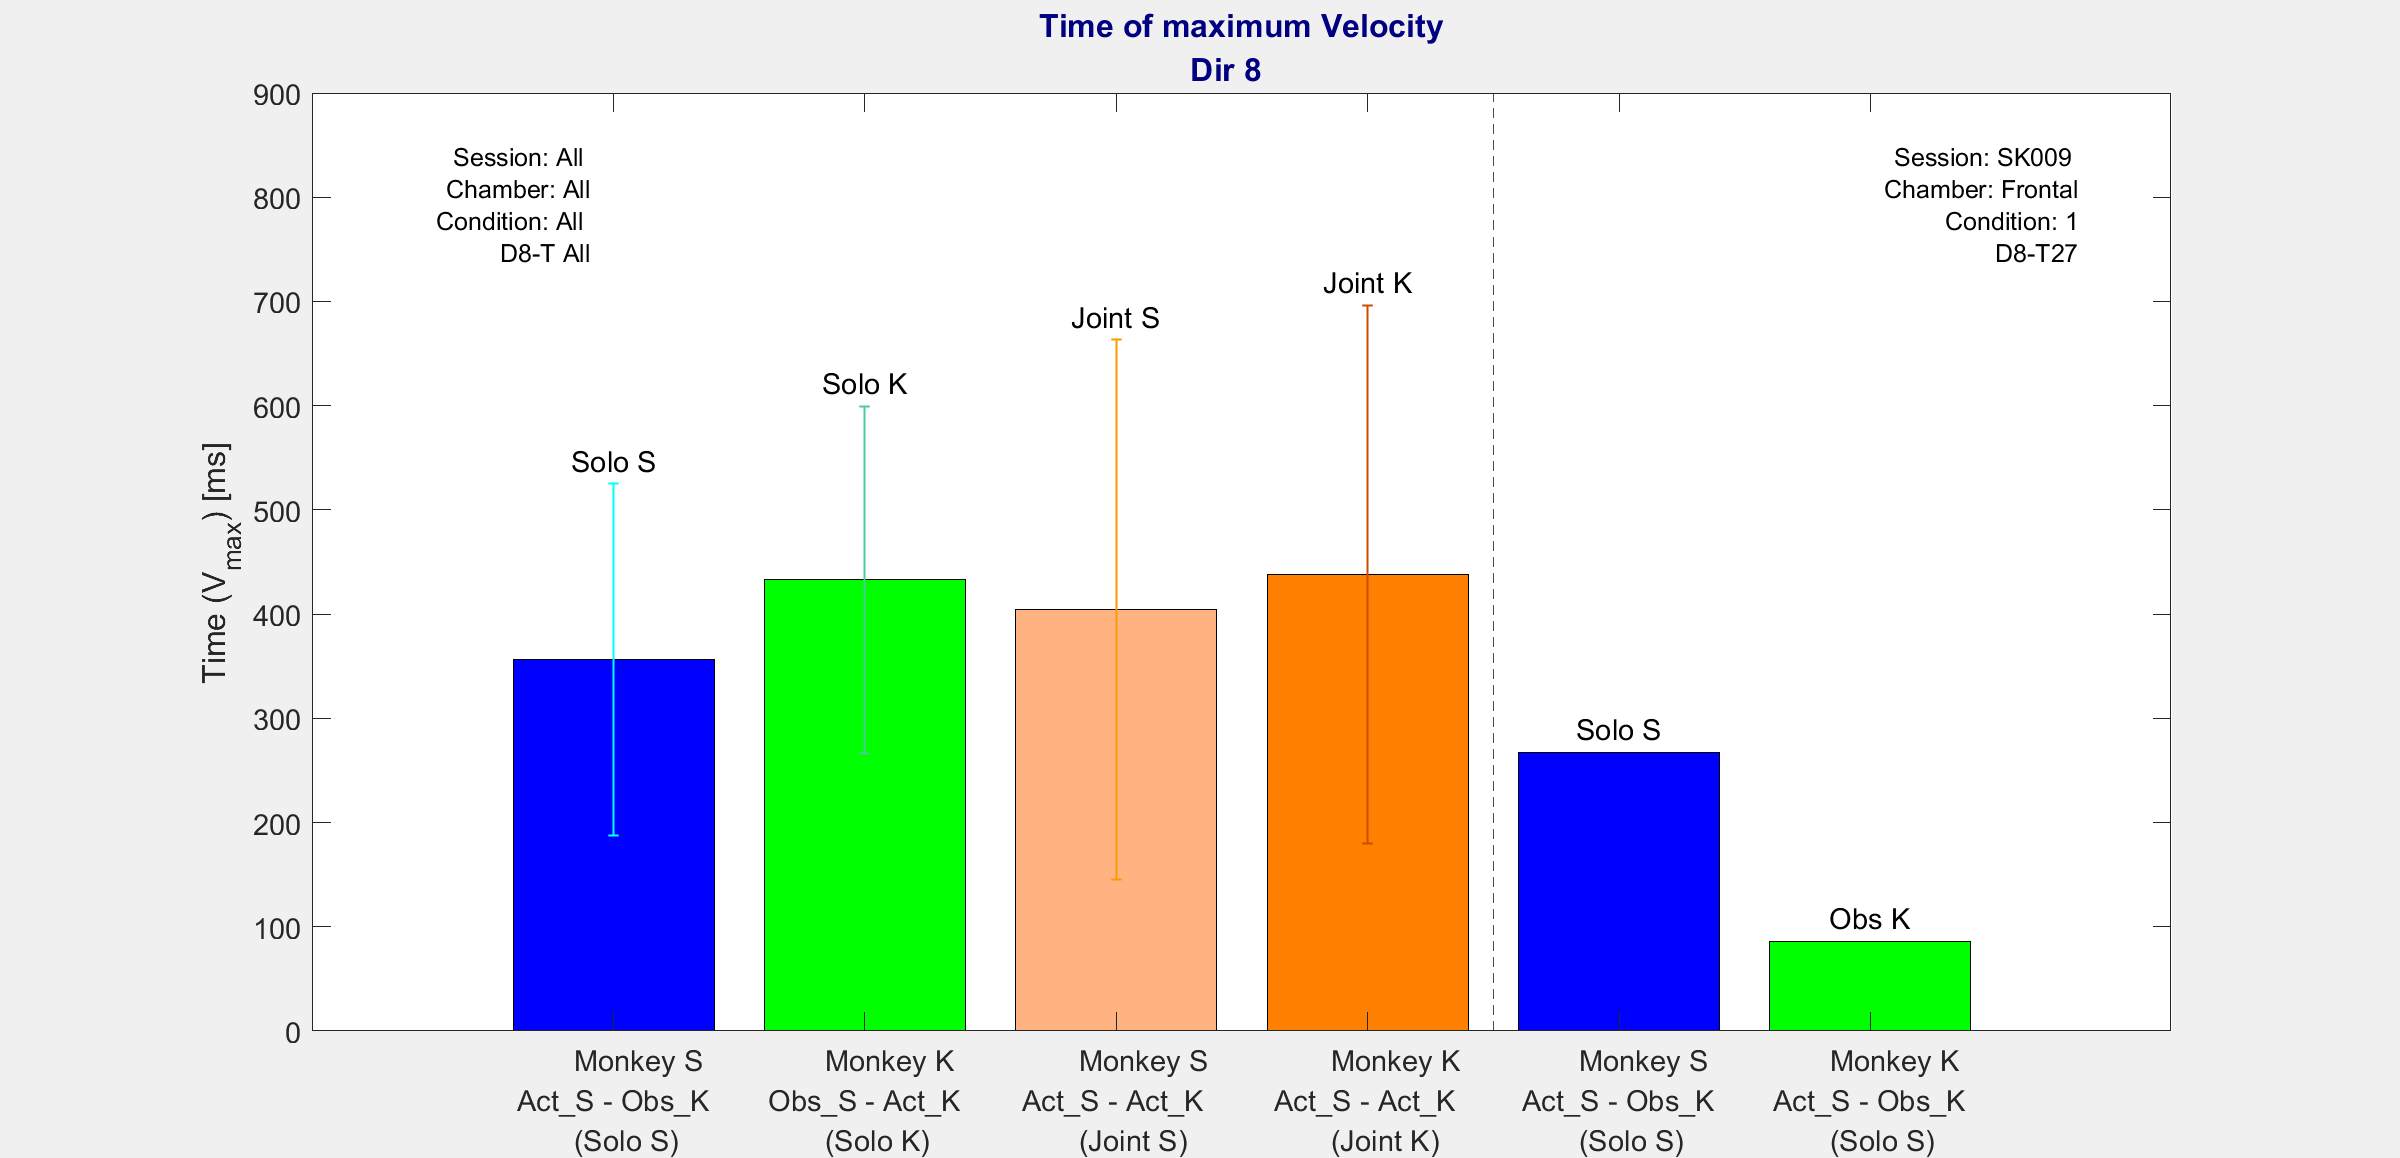 Time of maximum Velocity
Dir 8
900
800
700
600
500
400
300
200
100
0
Time (Vmax) [ms]
Session: All
Chamber: All
Condition: All
D8-T All
Session: SK009
Chamber: Frontal
Condition: 1
D8-T27
Solo S
Solo K
Joint S
Joint K
Solo S
Obs K
Monkey S
Act_S - Obs_K
(Solo S)
Monkey K
Obs_S - Act_K
(Solo K)
Monkey S
Act_S - Act_K
(Joint S)
Monkey K
Act_S - Act_K
(Joint K)
Monkey S
Act_S - Obs_K
(Solo S)
Monkey K
Act_S - Obs_K
(Solo S)